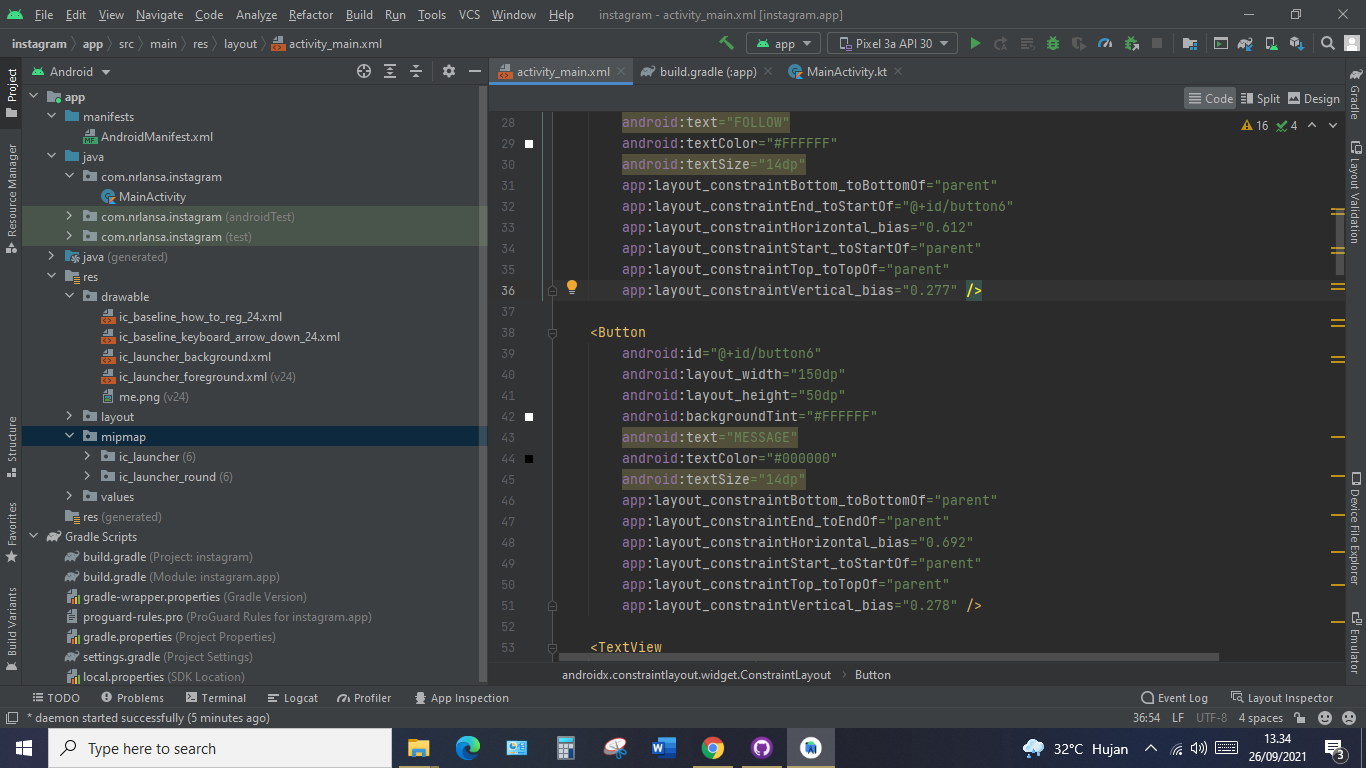 File Edit View Navigate Code Analyze Refactor Build Run Tools VCS Window Help instagram - activity_main.xml [instagram.app]
instagram app src main res layout activity_main.xml app Pixel 3a API 30
Project
Resource Manager
Structure
Favorites
Build Variants
Android
app
manifests
AndroidManifest.xml
java
com.nrlansa.instagram
MainActivity
com.nrlansa.instagram (androidTest)
com.nrlansa.instagram (test)
java (generated)
res
drawable
ic_baseline_how_to_reg_24.xml
ic_baseline_keyboard_arrow_down_24.xml
ic_launcher_background.xml
ic_launcher_foreground.xml (v24)
me.png (v24)
layout
mipmap
ic_launcher (6)
ic_launcher_round (6)
values
res (generated)
Gradle Scripts
build.gradle (Project: instagram)
build.gradle (Module: instagram.app)
gradle-wrapper.properties (Gradle Version)
proguard-rules.pro (ProGuard Rules for instagram.app)
gradle.properties (Project Properties)
settings.gradle (Project Settings)
local.properties (SDK Location)
activity_main.xml build.gradle (:app) MainActivity.kt
Code Split Design
16 4
28 android:text="FOLLOW"
29 android:textColor="#FFFFFF"
30 android:textSize="14dp"
31 app:layout_constraintBottom_toBottomOf="parent"
32 app:layout_constraintEnd_toStartOf="@+id/button6"
33 app:layout_constraintHorizontal_bias="0.612"
34 app:layout_constraintStart_toStartOf="parent"
35 app:layout_constraintTop_toTopOf="parent"
36 app:layout_constraintVertical_bias="0.277" />
37
38 <Button
39 android:id="@+id/button6"
40 android:layout_width="150dp"
41 android:layout_height="50dp"
42 android:backgroundTint="#FFFFFF"
43 android:text="MESSAGE"
44 android:textColor="#000000"
45 android:textSize="14dp"
46 app:layout_constraintBottom_toBottomOf="parent"
47 app:layout_constraintEnd_toEndOf="parent"
48 app:layout_constraintHorizontal_bias="0.692"
49 app:layout_constraintStart_toStartOf="parent"
50 app:layout_constraintTop_toTopOf="parent"
51 app:layout_constraintVertical_bias="0.278" />
52
53 <TextView
androidx.constraintlayout.widget.ConstraintLayout Button
Gradle
Layout Validation
Device File Explorer
Emulator
TODO Problems Terminal Logcat Profiler App Inspection Event Log Layout Inspector
* daemon started successfully (5 minutes ago) 36:54 LF UTF-8 4 spaces
Type here to search 32°C Hujan 13.34
26/09/2021 3